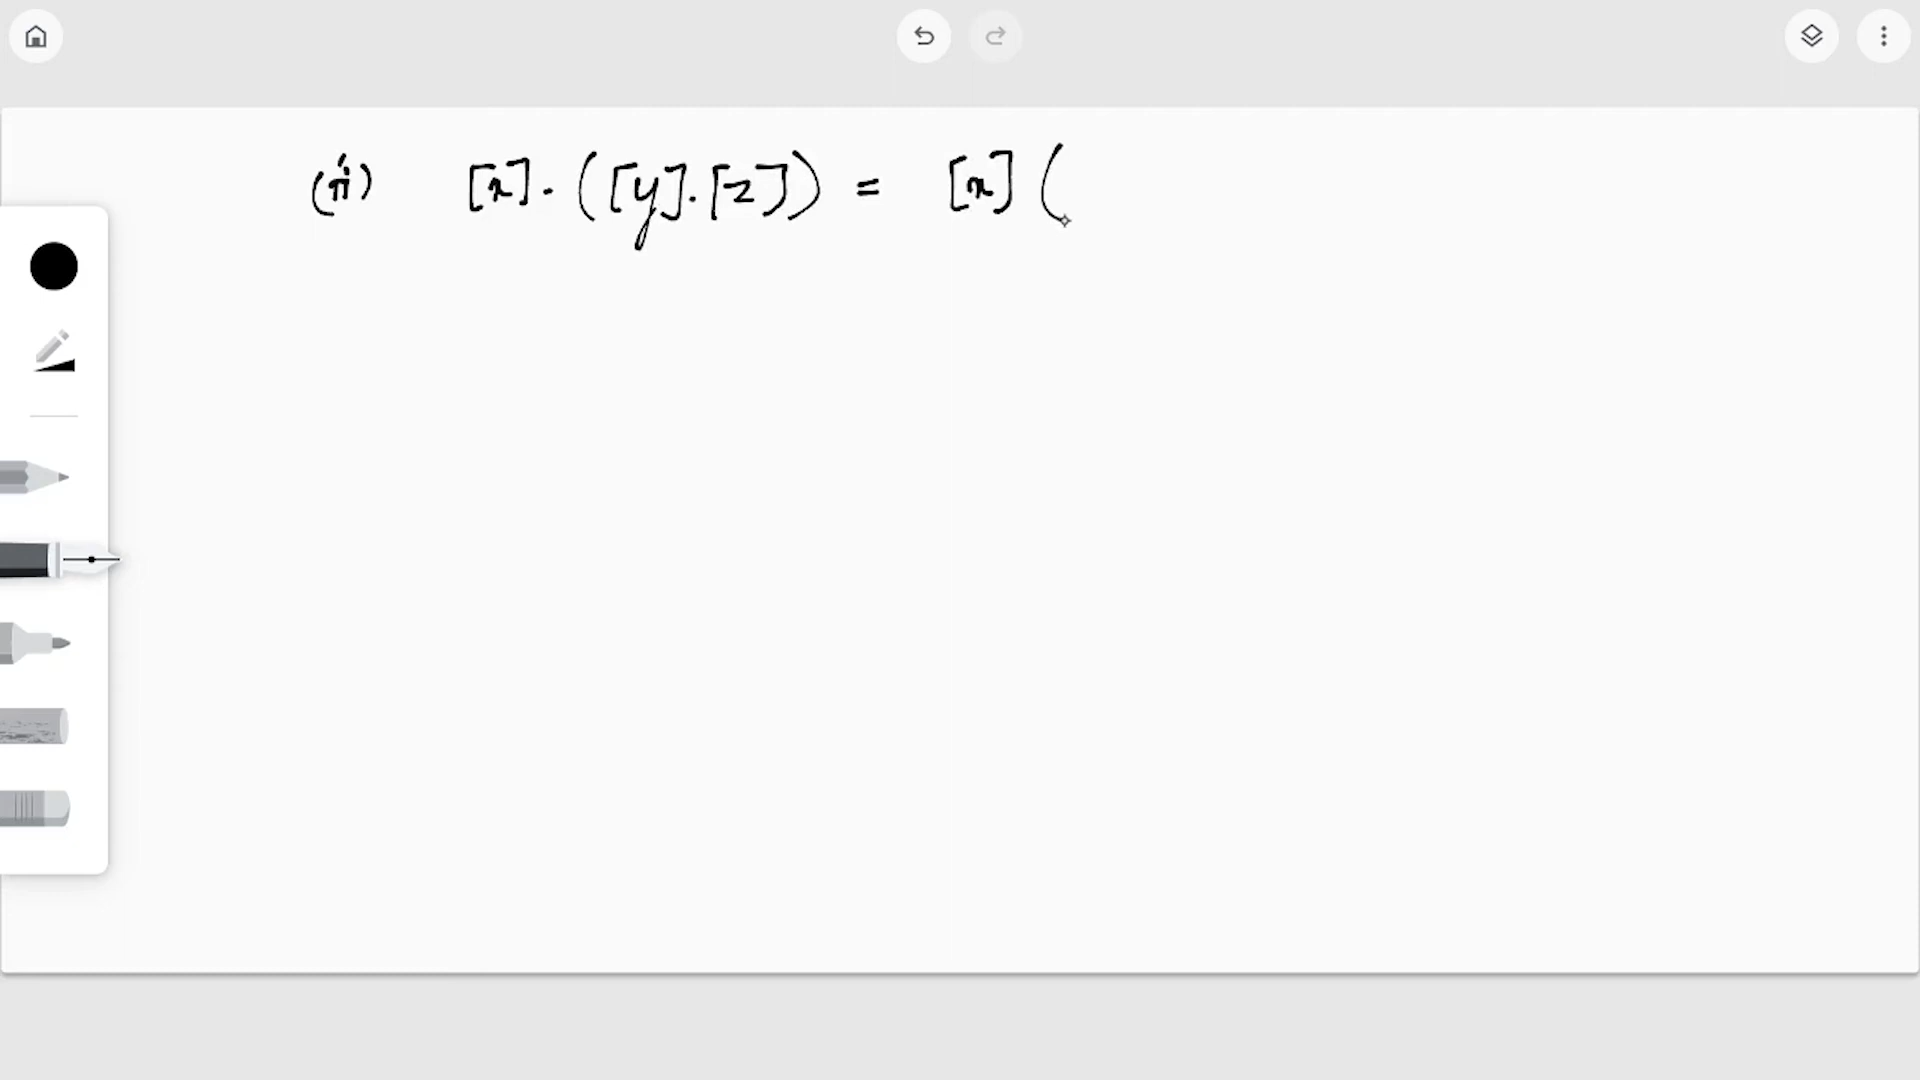 (ii) [x]. ([y].[z]) = [x] (